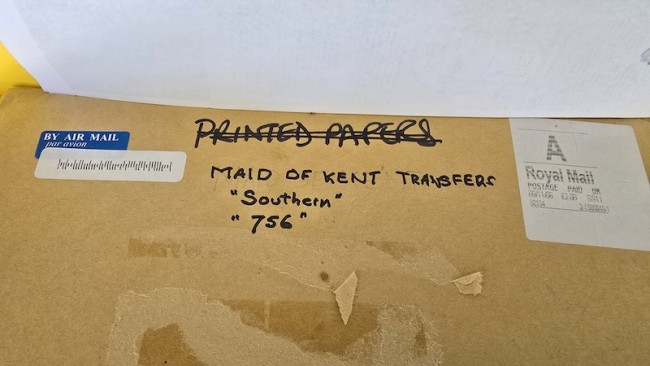 BY AIR MAIL
par avion
PRINTED PAPERS
MAID OF KENT TRANSFERS
"Southern"
"756"
A
Royal Mail
POSTAGE PAID UK